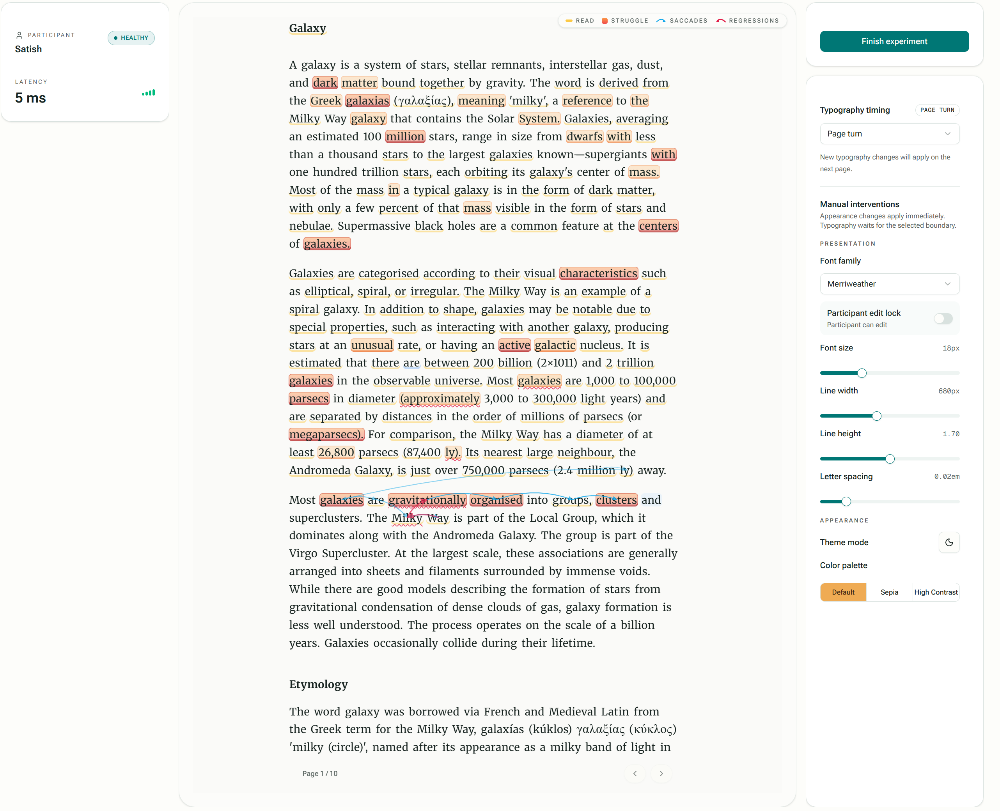 PARTICIPANT
HEALTHY
Satish
LATENCY
5 ms
READ
STRUGGLE
SACCADES
REGRESSIONS
Galaxy
A galaxy is a system of stars, stellar remnants, interstellar gas, dust,
and dark matter bound together by gravity. The word is derived from
the Greek galaxias (γαλαξίας), meaning 'milky', a reference to the
Milky Way galaxy that contains the Solar System. Galaxies, averaging
an estimated 100 million stars, range in size from dwarfs with less
than a thousand stars to the largest galaxies known—supergiants with
one hundred trillion stars, each orbiting its galaxy's center of mass.
Most of the mass in a typical galaxy is in the form of dark matter,
with only a few percent of that mass visible in the form of stars and
nebulae. Supermassive black holes are a common feature at the centers
of galaxies.
Galaxies are categorised according to their visual characteristics such
as elliptical, spiral, or irregular. The Milky Way is an example of a
spiral galaxy. In addition to shape, galaxies may be notable due to
special properties, such as interacting with another galaxy, producing
stars at an unusual rate, or having an active galactic nucleus. It is
estimated that there are between 200 billion (2×1011) and 2 trillion
galaxies in the observable universe. Most galaxies are 1,000 to 100,000
parsecs in diameter (approximately 3,000 to 300,000 light years) and
are separated by distances in the order of millions of parsecs (or
megaparsecs). For comparison, the Milky Way has a diameter of at
least 26,800 parsecs (87,400 ly). Its nearest large neighbour, the
Andromeda Galaxy, is just over 750,000 parsecs (2.4 million ly) away.
Most galaxies are gravitationally organised into groups, clusters and
superclusters. The Milky Way is part of the Local Group, which it
dominates along with the Andromeda Galaxy. The group is part of the
Virgo Supercluster. At the largest scale, these associations are generally
arranged into sheets and filaments surrounded by immense voids.
While there are good models describing the formation of stars from
gravitational condensation of dense clouds of gas, galaxy formation is
less well understood. The process operates on the scale of a billion
years. Galaxies occasionally collide during their lifetime.
Etymology
The word galaxy was borrowed via French and Medieval Latin from
the Greek term for the Milky Way, galaxías (kúklos) γαλαξίας (κύκλος)
'milky (circle)', named after its appearance as a milky band of light in
Page 1 / 10
Finish experiment
Typography timing
PAGE TURN
Page turn
New typography changes will apply on the
next page.
Manual interventions
Appearance changes apply immediately.
Typography waits for the selected boundary.
PRESENTATION
Font family
Merriweather
Participant edit lock
Participant can edit
Font size 18px
Line width 680px
Line height 1.70
Letter spacing 0.02em
APPEARANCE
Theme mode
Color palette
Default Sepia High Contrast